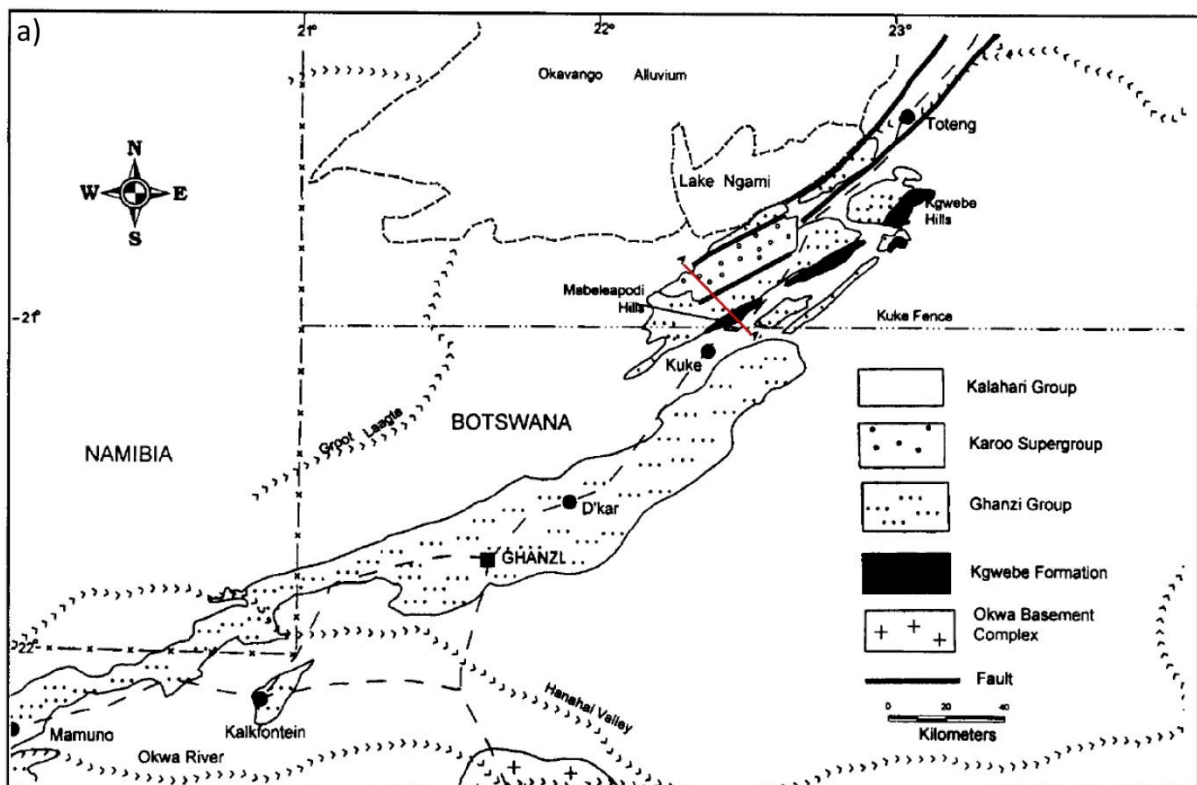 a)
21°
22°
23°
Okavango Alluvium
Toteng
N
W E
S
Lake Ngami
Kgwebe
Hills
Mabeleapodi
Hills
21°
Kuke Fence
Kuke
Kalahari Group
Groot Laagte
BOTSWANA
NAMIBIA
Karoo Supergroup
D'kar
Ghanzi Group
GHANZI
Kgwebe Formation
Okwa Basement
Complex
22°
Fault
Hanahai Valley
0 20 40
Kilometers
Mamuno
Kalkfontein
Okwa River